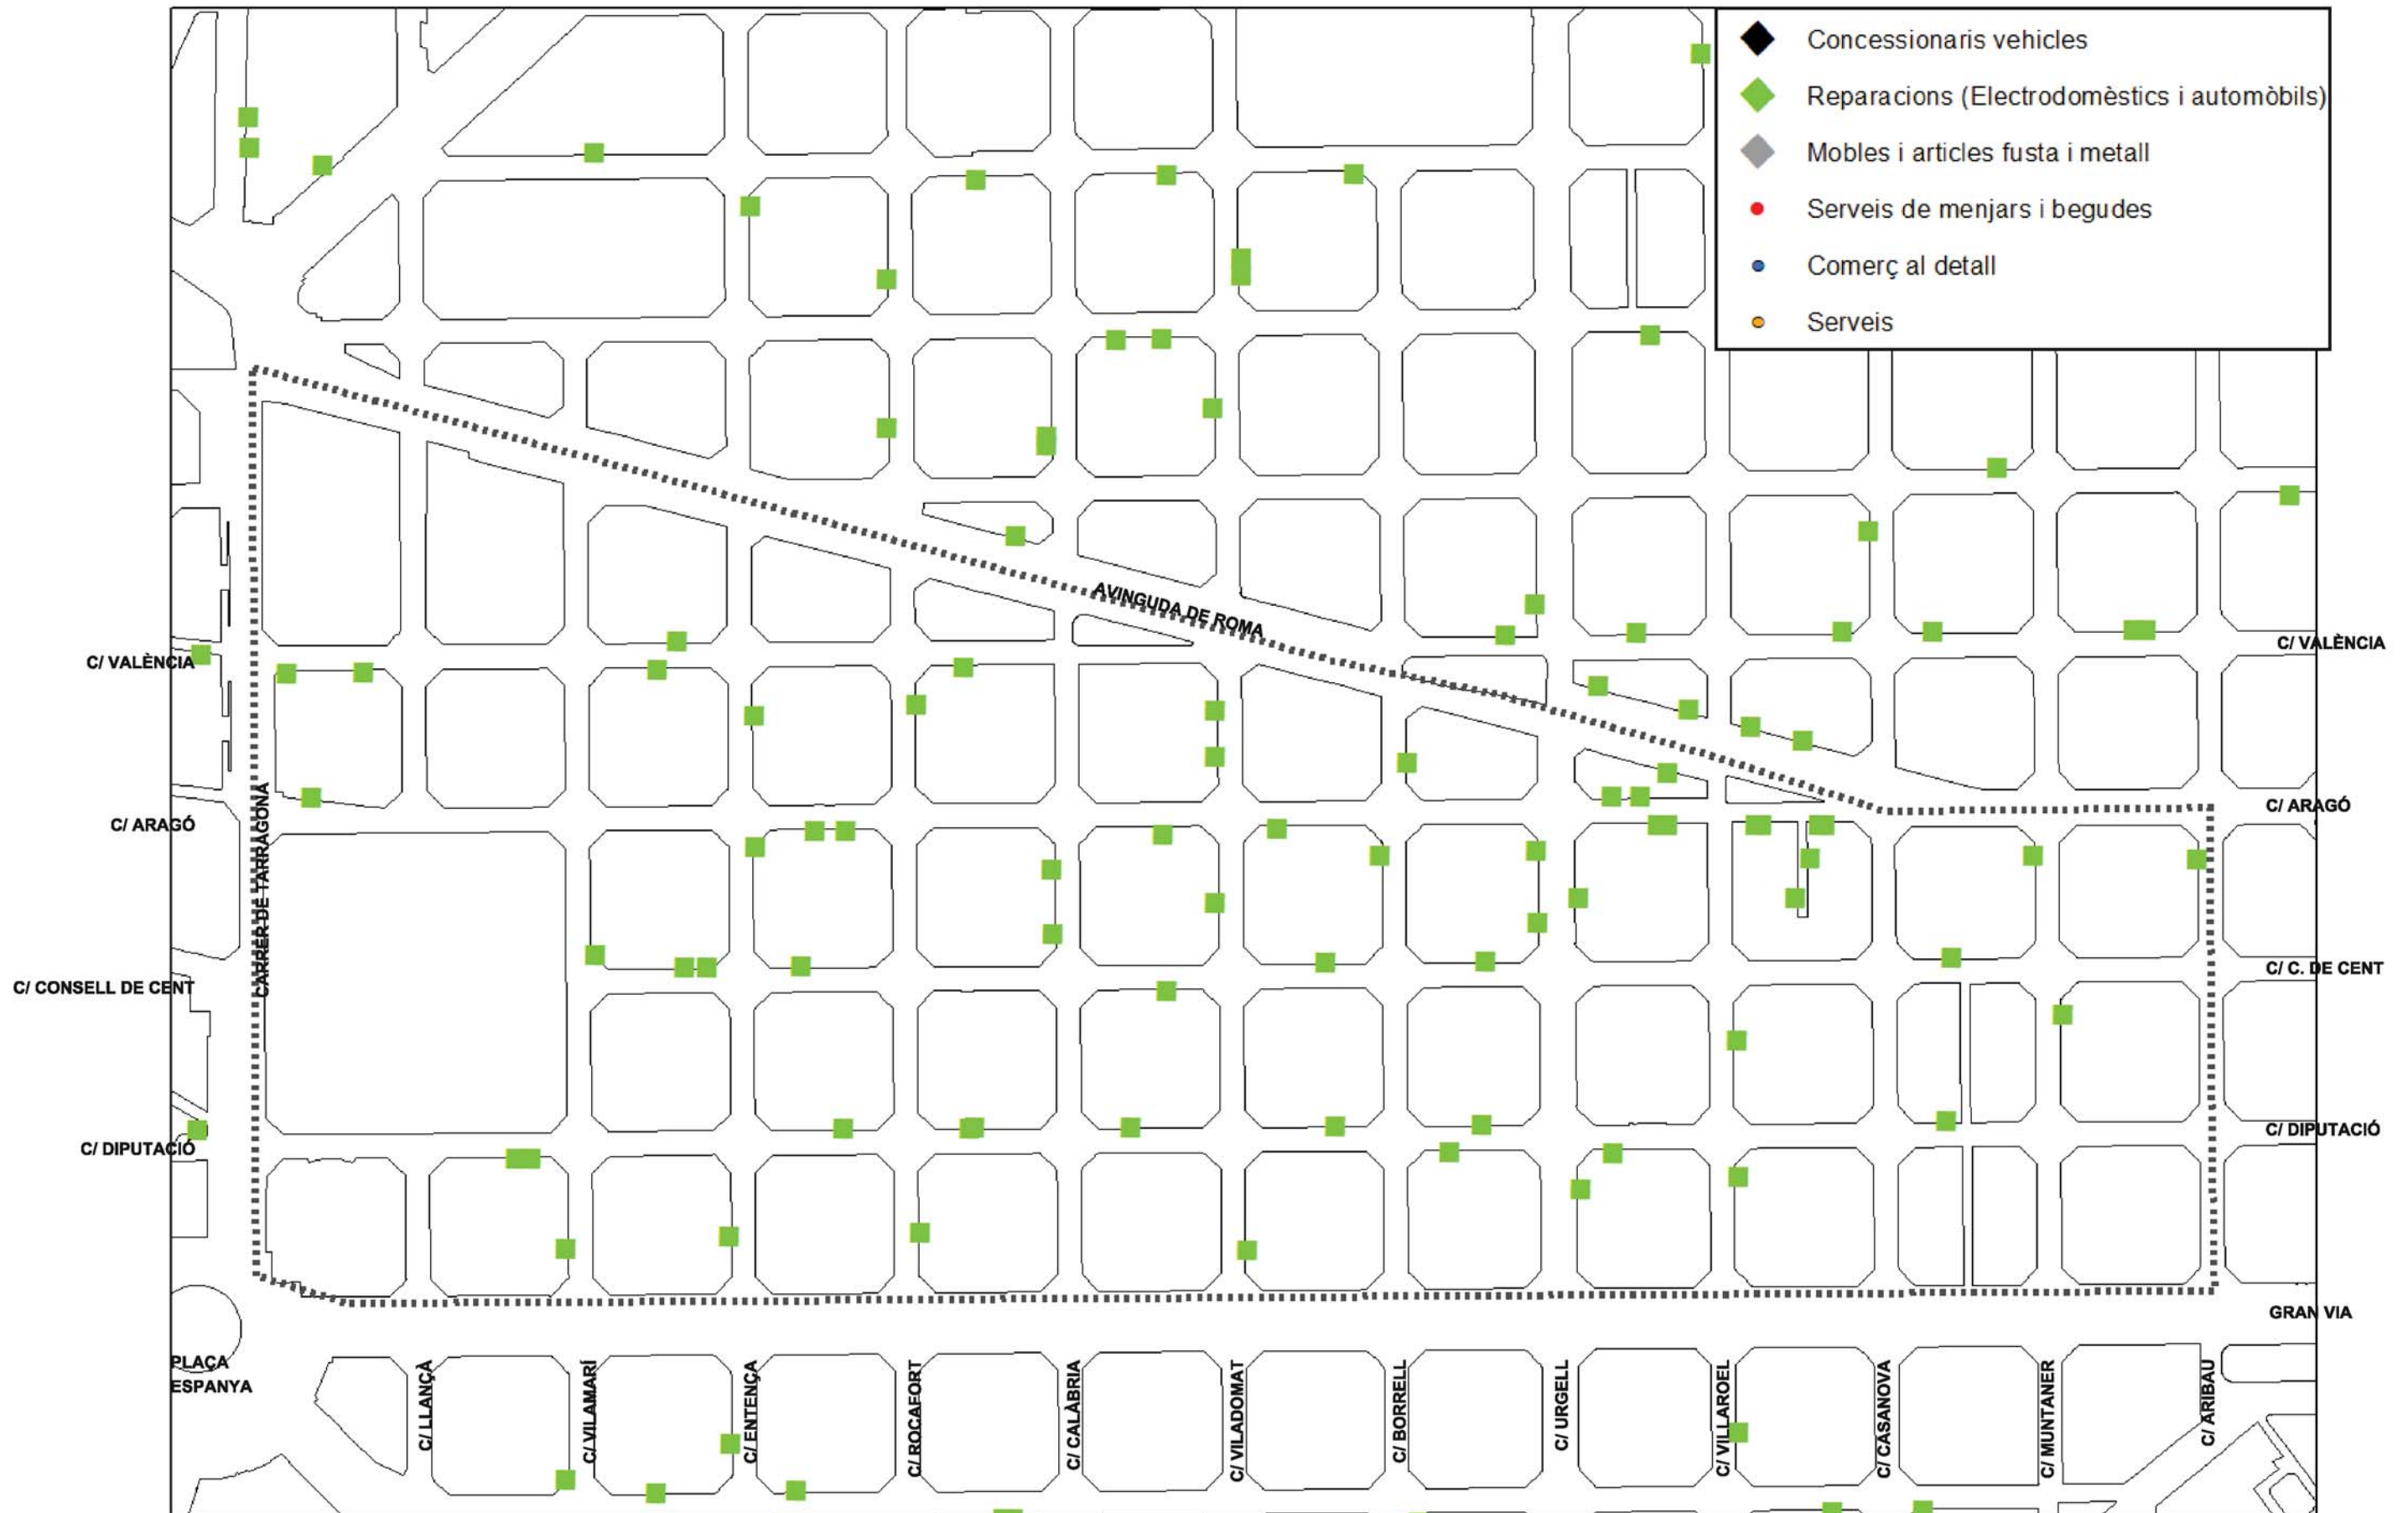 Concessionaris vehicles
Reparacions (Electrodomèstics i automòbils)
Mobles i articles fusta i metall
Serveis de menjars i begudes
Comerç al detall
Serveis
AVINGUDA DE ROMA
C/ VALÈNCIA
C/ VALÈNCIA
C/ ARAGÓ
C/ ARAGÓ
CARRER DE TARRAGONA
C/ CONSELL DE CENT
C/ C. DE CENT
C/ DIPUTACIÓ
C/ DIPUTACIÓ
GRAN VIA
PLAÇA
ESPANYA
C/ LLANÇÀ
C/ VILAMARÍ
C/ ENTENÇA
C/ ROCAFORT
C/ CALÀBRIA
C/ VILADOMAT
C/ BORRELL
C/ URGELL
C/ VILLAROEL
C/ CASANOVA
C/ MUNTANER
C/ ARIBAU